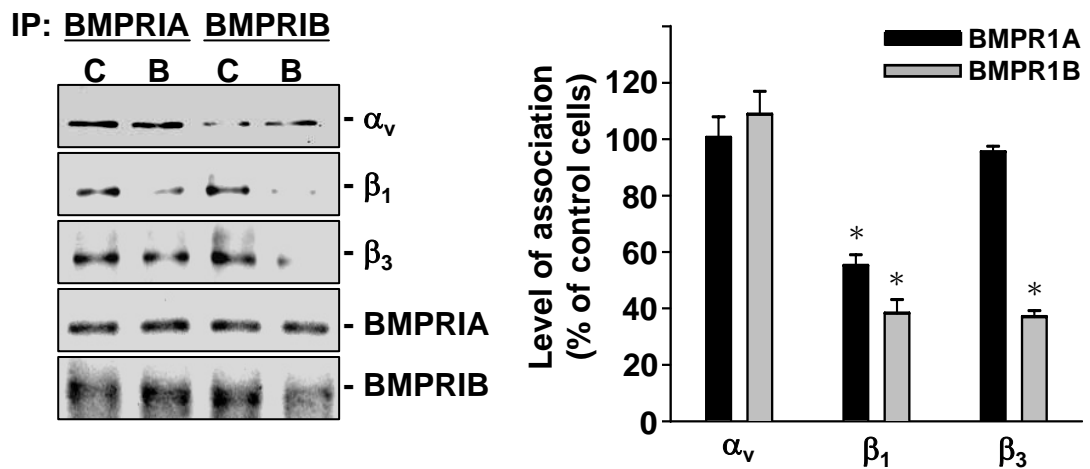 IP: BMPRIA BMPRIB
C B C B
- αv
- β1
- β3
- BMPRIA
- BMPRIB
BMPR1A
BMPR1B
Level of association
(% of control cells)
120
100
80
60
40
20
0
* * *
αv β1 β3